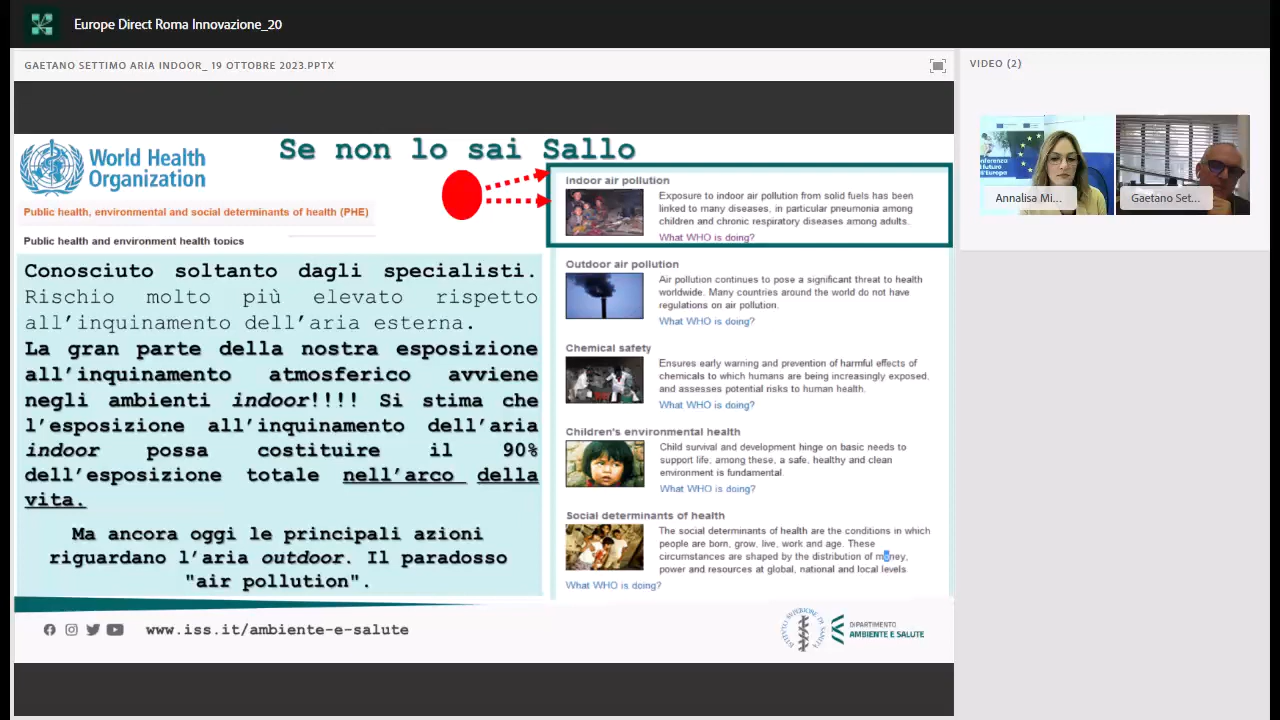 Europe Direct Roma Innovazione_20
GAETANO SETTIMO ARIA INDOOR_ 19 OTTOBRE 2023.PPTX
VIDEO (2)
Annalisa Mi...
Gaetano Set...
World Health
Organization
Se non lo sai Sallo
Public health, environmental and social determinants of health (PHE)
Public health and environment health topics
Conosciuto soltanto dagli specialisti.
Rischio molto più elevato rispetto
all’inquinamento dell’aria esterna.
La gran parte della nostra esposizione
all’inquinamento atmosferico avviene
negli ambienti indoor!!!! Si stima che
l’esposizione all’inquinamento dell’aria
indoor possa costituire il 90%
dell’esposizione totale nell’arco della
vita.
Ma ancora oggi le principali azioni
riguardano l’aria outdoor. Il paradosso
"air pollution".
Indoor air pollution
Exposure to indoor air pollution from solid fuels has been
linked to many diseases, in particular pneumonia among
children and chronic respiratory diseases among adults.
What WHO is doing?
Outdoor air pollution
Air pollution continues to pose a significant threat to health
worldwide. Many countries around the world do not have
regulations on air pollution.
What WHO is doing?
Chemical safety
Ensures early warning and prevention of harmful effects of
chemicals to which humans are being increasingly exposed,
and assesses potential risks to human health.
What WHO is doing?
Children's environmental health
Child survival and development hinge on basic needs to
support life, among these, a safe, healthy and clean
environment is fundamental.
What WHO is doing?
Social determinants of health
The social determinants of health are the conditions in which
people are born, grow, live, work and age. These
circumstances are shaped by the distribution of money,
power and resources at global, national and local levels.
What WHO is doing?
www.iss.it/ambiente-e-salute
ISTITUTO SUPERIORE DI SANITÀ
DIPARTIMENTO
AMBIENTE E SALUTE